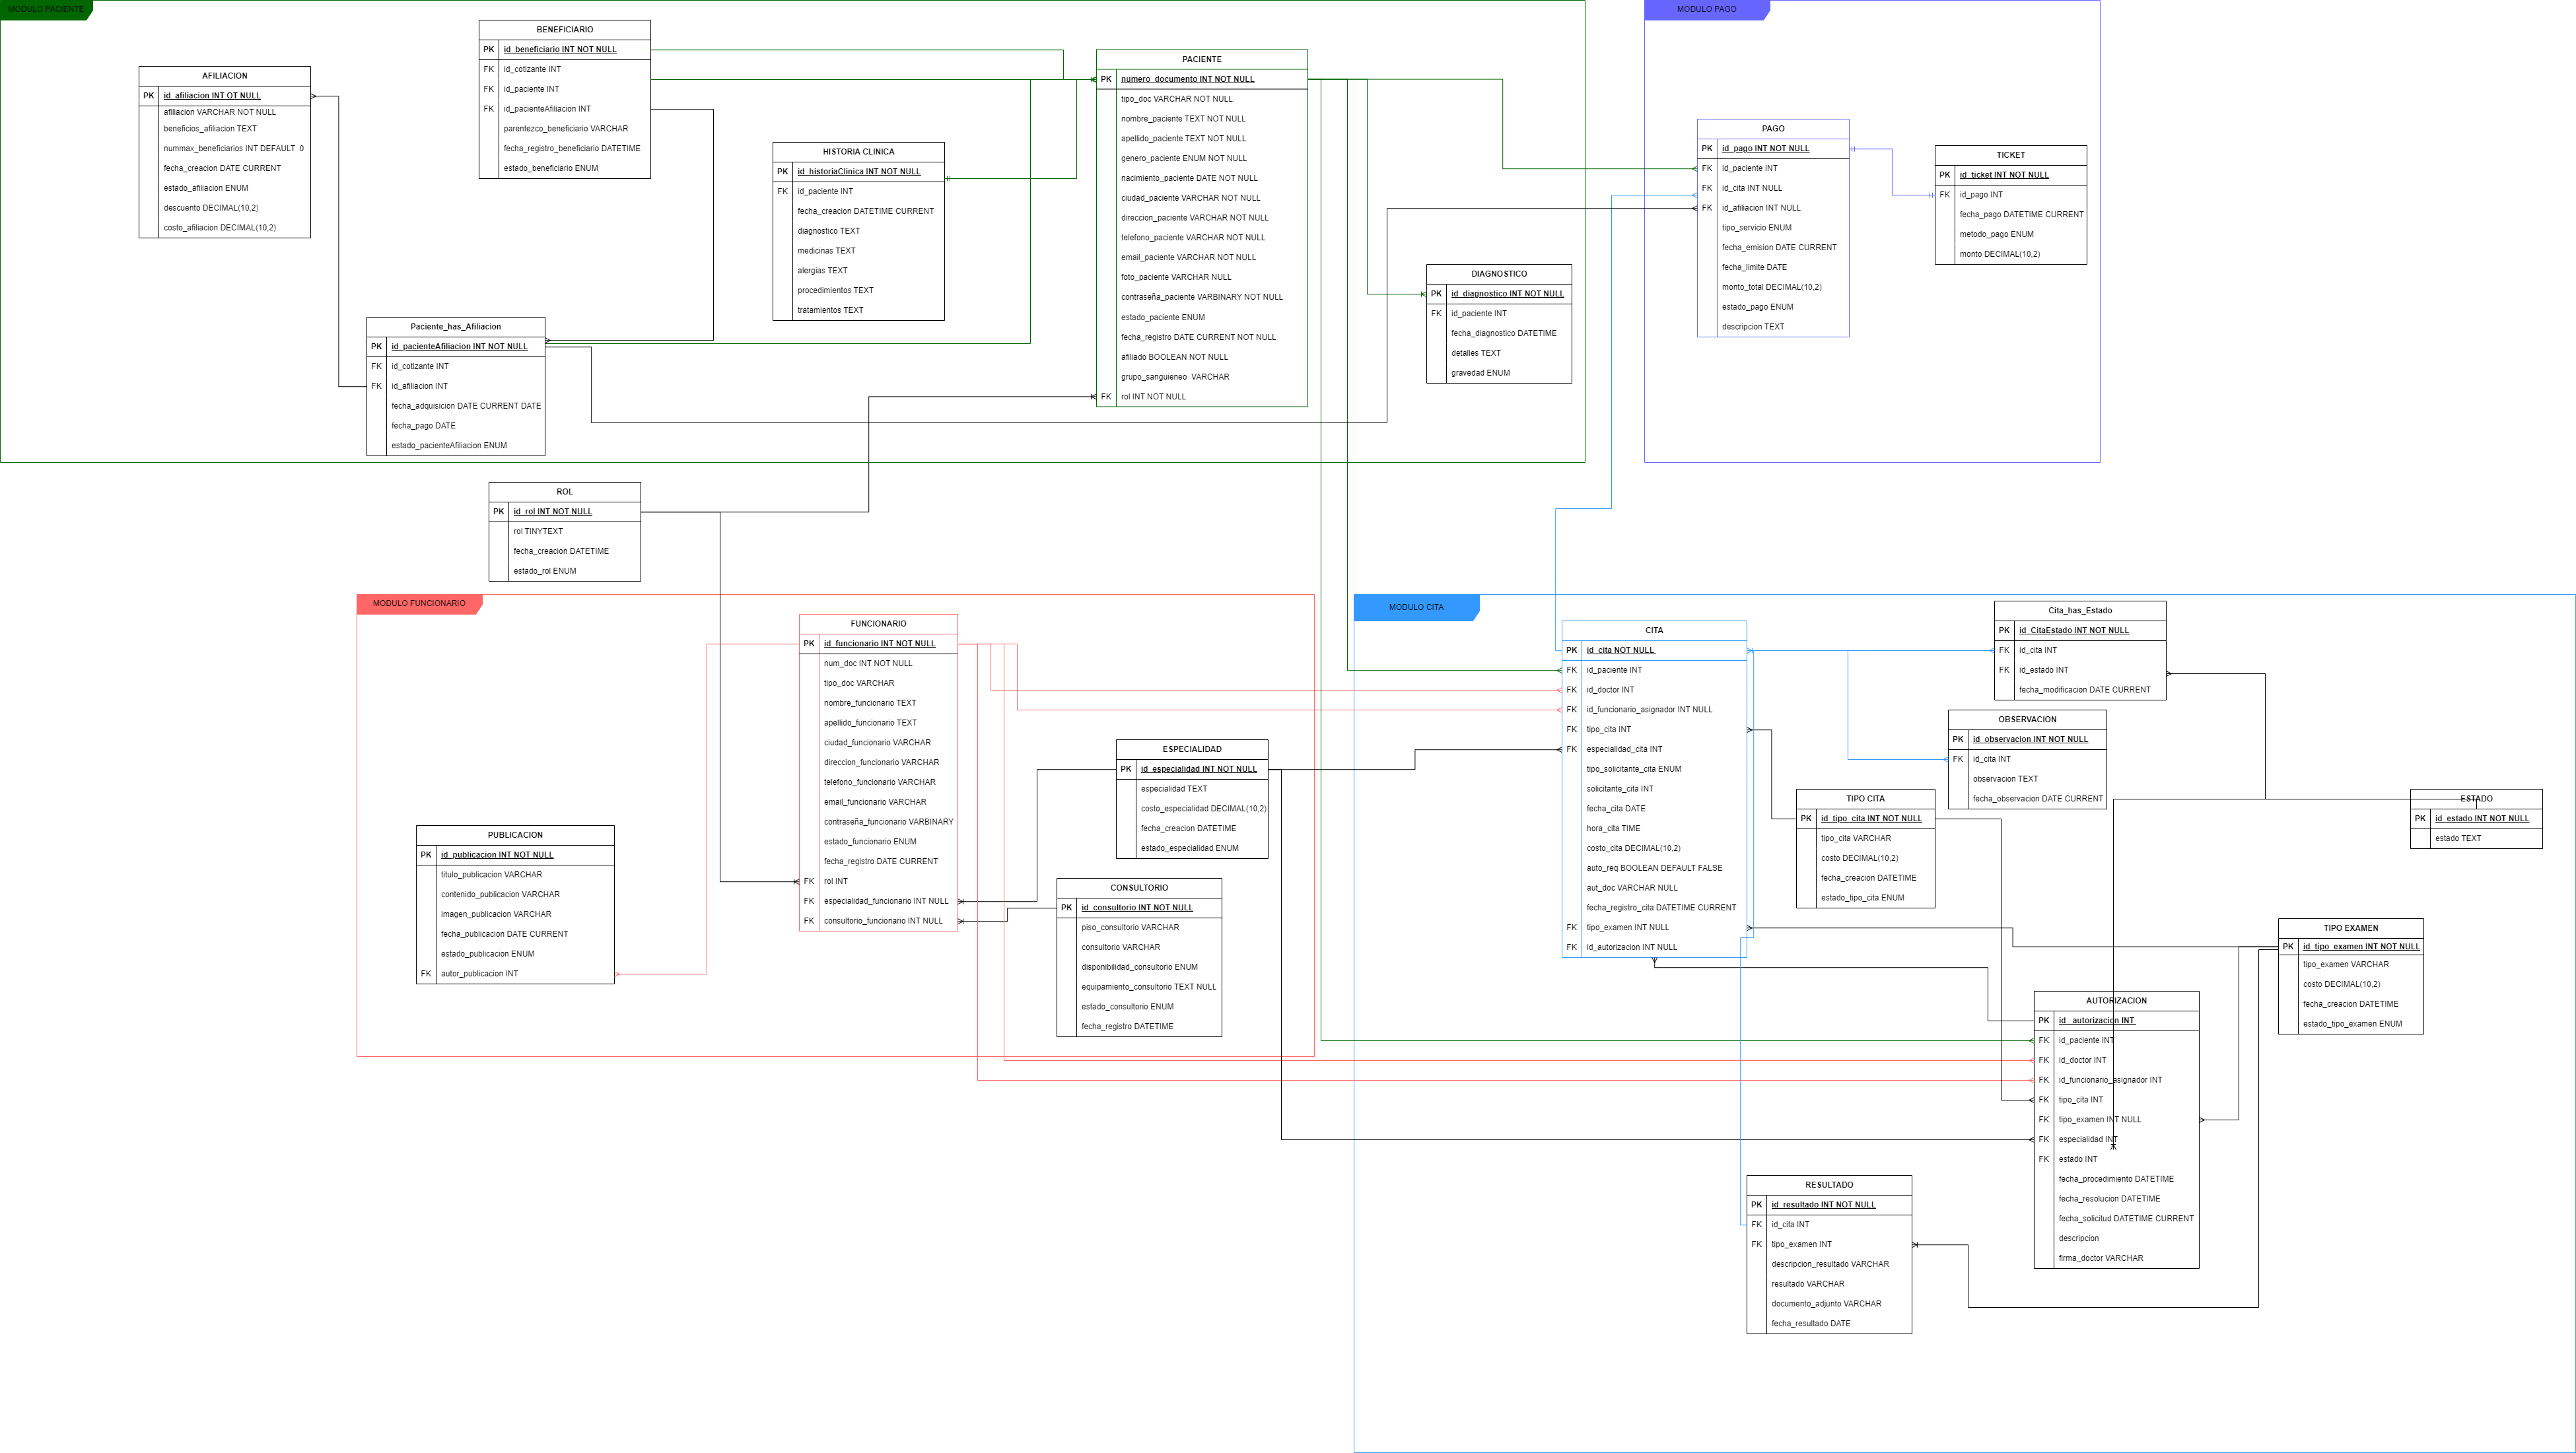 MODULO PACIENTE
AFILIACION
PK id_afiliacion INT OT NULL
afiliacion VARCHAR NOT NULL
beneficios_afiliacion TEXT
nummax_beneficiarios INT DEFAULT 0
fecha_creacion DATE CURRENT
estado_afiliacion ENUM
descuento DECIMAL(10,2)
costo_afiliacion DECIMAL(10,2)
BENEFICIARIO
PK id_beneficiario INT NOT NULL
FK id_cotizante INT
FK id_paciente INT
FK id_pacienteAfiliacion INT
parentezco_beneficiario VARCHAR
fecha_registro_beneficiario DATETIME
estado_beneficiario ENUM
HISTORIA CLINICA
PK id_historiaClinica INT NOT NULL
FK id_paciente INT
fecha_creacion DATETIME CURRENT
diagnostico TEXT
medicinas TEXT
alergias TEXT
procedimientos TEXT
tratamientos TEXT
Paciente_has_Afiliacion
PK id_pacienteAfiliacion INT NOT NULL
FK id_cotizante INT
FK id_afiliacion INT
fecha_adquisicion DATE CURRENT DATE
fecha_pago DATE
estado_pacienteAfiliacion ENUM
PACIENTE
PK numero_documento INT NOT NULL
tipo_doc VARCHAR NOT NULL
nombre_paciente TEXT NOT NULL
apellido_paciente TEXT NOT NULL
genero_paciente ENUM NOT NULL
nacimiento_paciente DATE NOT NULL
ciudad_paciente VARCHAR NOT NULL
direccion_paciente VARCHAR NOT NULL
telefono_paciente VARCHAR NOT NULL
email_paciente VARCHAR NOT NULL
foto_paciente VARCHAR NULL
contraseña_paciente VARBINARY NOT NULL
estado_paciente ENUM
fecha_registro DATE CURRENT NOT NULL
afiliado BOOLEAN NOT NULL
grupo_sanguieneo VARCHAR
FK rol INT NOT NULL
DIAGNOSTICO
PK id_diagnostico INT NOT NULL
FK id_paciente INT
fecha_diagnostico DATETIME
detalles TEXT
gravedad ENUM
MODULO PAGO
PAGO
PK id_pago INT NOT NULL
FK id_paciente INT
FK id_cita INT NULL
FK id_afiliacion INT NULL
tipo_servicio ENUM
fecha_emision DATE CURRENT
fecha_limite DATE
monto_total DECIMAL(10,2)
estado_pago ENUM
descripcion TEXT
TICKET
PK id_ticket INT NOT NULL
FK id_pago INT
fecha_pago DATETIME CURRENT
metodo_pago ENUM
monto DECIMAL(10,2)
ROL
PK id_rol INT NOT NULL
rol TINYTEXT
fecha_creacion DATETIME
estado_rol ENUM
MODULO FUNCIONARIO
PUBLICACION
PK id_publicacion INT NOT NULL
titulo_publicacion VARCHAR
contenido_publicacion VARCHAR
imagen_publicacion VARCHAR
fecha_publicacion DATE CURRENT
estado_publicacion ENUM
FK autor_publicacion INT
FUNCIONARIO
PK id_funcionario INT NOT NULL
num_doc INT NOT NULL
tipo_doc VARCHAR
nombre_funcionario TEXT
apellido_funcionario TEXT
ciudad_funcionario VARCHAR
direccion_funcionario VARCHAR
telefono_funcionario VARCHAR
email_funcionario VARCHAR
contraseña_funcionario VARBINARY
estado_funcionario ENUM
fecha_registro DATE CURRENT
FK rol INT
FK especialidad_funcionario INT NULL
FK consultorio_funcionario INT NULL
ESPECIALIDAD
PK id_especialidad INT NOT NULL
especialidad TEXT
costo_especialidad DECIMAL(10,2)
fecha_creacion DATETIME
estado_especialidad ENUM
CONSULTORIO
PK id_consultorio INT NOT NULL
piso_consultorio VARCHAR
consultorio VARCHAR
disponibilidad_consultorio ENUM
equipamiento_consultorio TEXT NULL
estado_consultorio ENUM
fecha_registro DATETIME
MODULO CITA
CITA
PK id_cita NOT NULL
FK id_paciente INT
FK id_doctor INT
FK id_funcionario_asignador INT NULL
FK tipo_cita INT
FK especialidad_cita INT
tipo_solicitante_cita ENUM
solicitante_cita INT
fecha_cita DATE
hora_cita TIME
costo_cita DECIMAL(10,2)
auto_req BOOLEAN DEFAULT FALSE
aut_doc VARCHAR NULL
fecha_registro_cita DATETIME CURRENT
FK tipo_examen INT NULL
FK id_autorizacion INT NULL
Cita_has_Estado
PK id_CitaEstado INT NOT NULL
FK id_cita INT
FK id_estado INT
fecha_modificacion DATE CURRENT
OBSERVACION
PK id_observacion INT NOT NULL
FK id_cita INT
observacion TEXT
fecha_observacion DATE CURRENT
TIPO CITA
PK id_tipo_cita INT NOT NULL
tipo_cita VARCHAR
costo DECIMAL(10,2)
fecha_creacion DATETIME
estado_tipo_cita ENUM
ESTADO
PK id_estado INT NOT NULL
estado TEXT
TIPO EXAMEN
PK id_tipo_examen INT NOT NULL
tipo_examen VARCHAR
costo DECIMAL(10,2)
fecha_creacion DATETIME
estado_tipo_examen ENUM
AUTORIZACION
PK id_autorizacion INT
FK id_paciente INT
FK id_doctor INT
FK id_funcionario_asignador INT
FK tipo_cita INT
FK tipo_examen INT NULL
FK especialidad INT
FK estado INT
fecha_procedimiento DATETIME
fecha_resolucion DATETIME
fecha_solicitud DATETIME CURRENT
descripcion
firma_doctor VARCHAR
RESULTADO
PK id_resultado INT NOT NULL
FK id_cita INT
FK tipo_examen INT
descripcion_resultado VARCHAR
resultado VARCHAR
documento_adjunto VARCHAR
fecha_resultado DATE